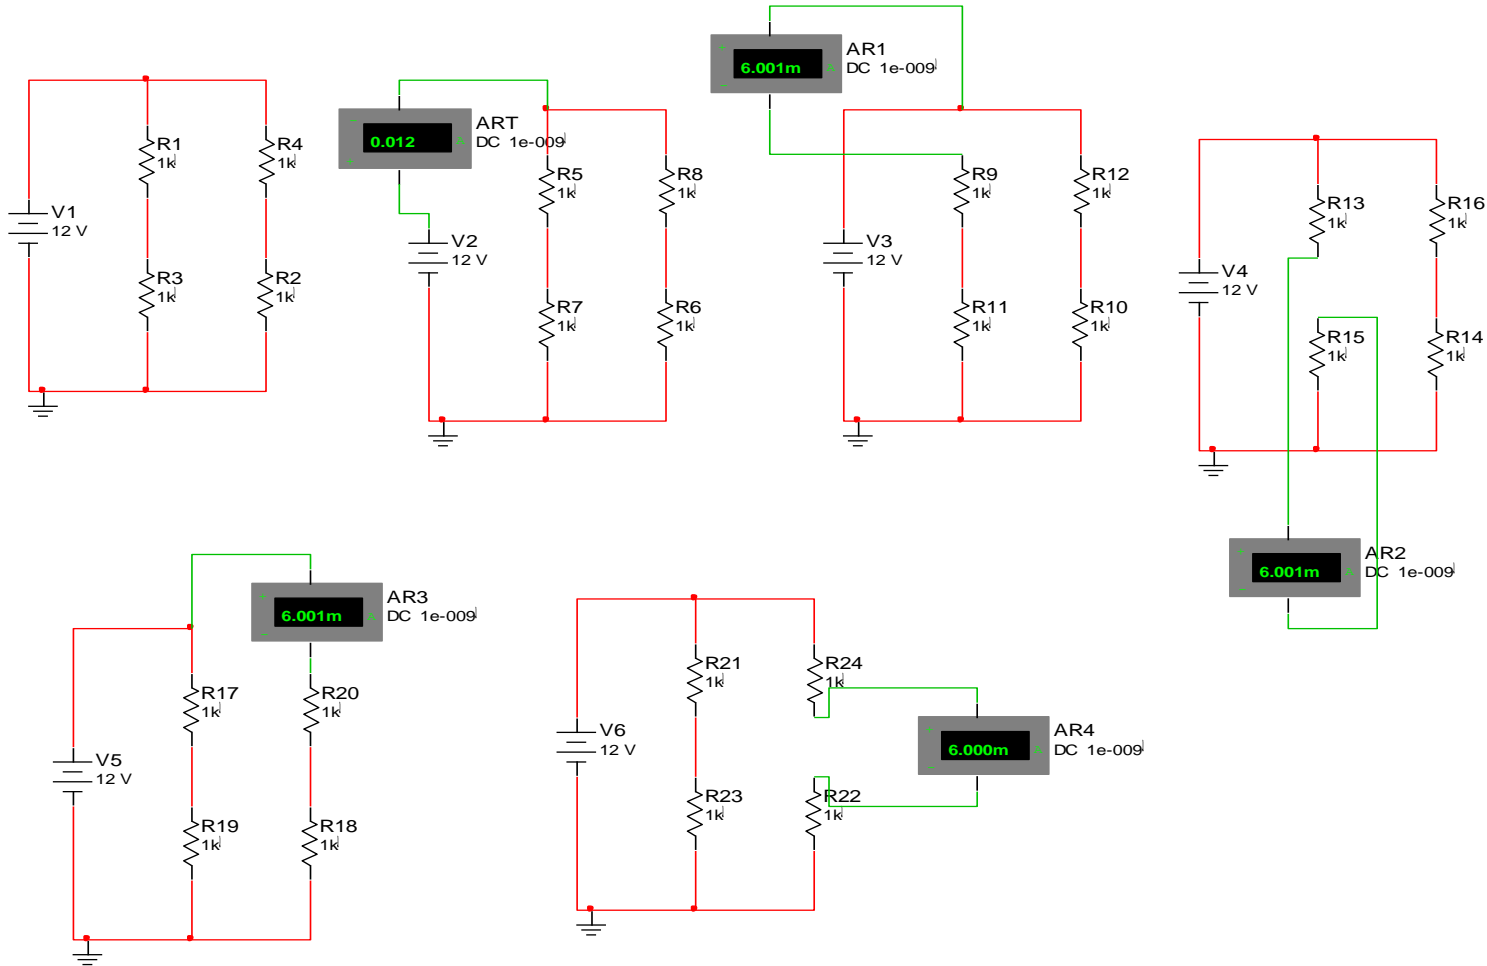 V1
12 V
R1
1k
R4
1k
R3
1k
R2
1k
0.012
ART
DC 1e-009
V2
12 V
R5
1k
R8
1k
R7
1k
R6
1k
6.001m
AR1
DC 1e-009
V3
12 V
R9
1k
R12
1k
R11
1k
R10
1k
V4
12 V
R13
1k
R16
1k
R15
1k
R14
1k
6.001m
AR2
DC 1e-009
V5
12 V
R17
1k
R20
1k
R19
1k
R18
1k
6.001m
AR3
DC 1e-009
V6
12 V
R21
1k
R24
1k
R23
1k
R22
1k
6.000m
AR4
DC 1e-009